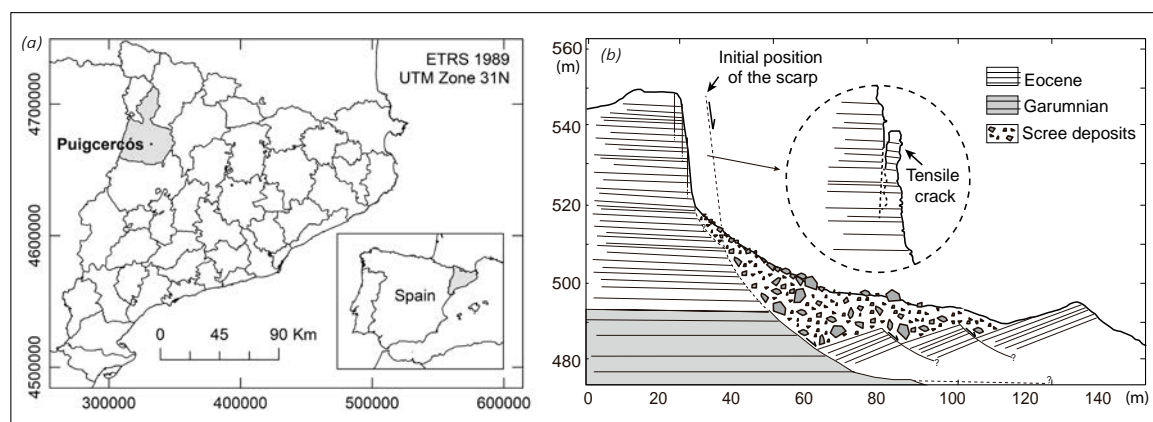 (a)
ETRS 1989
UTM Zone 31N
Puigcercós
Spain
0 45 90 Km
4700000
4600000
4500000
300000 400000 500000 600000
(b)
560
(m)
540
520
500
480
0 20 40 60 80 100 120 140 (m)
Initial position
of the scarp
Tensile
crack
Eocene
Garumnian
Scree deposits
?
?